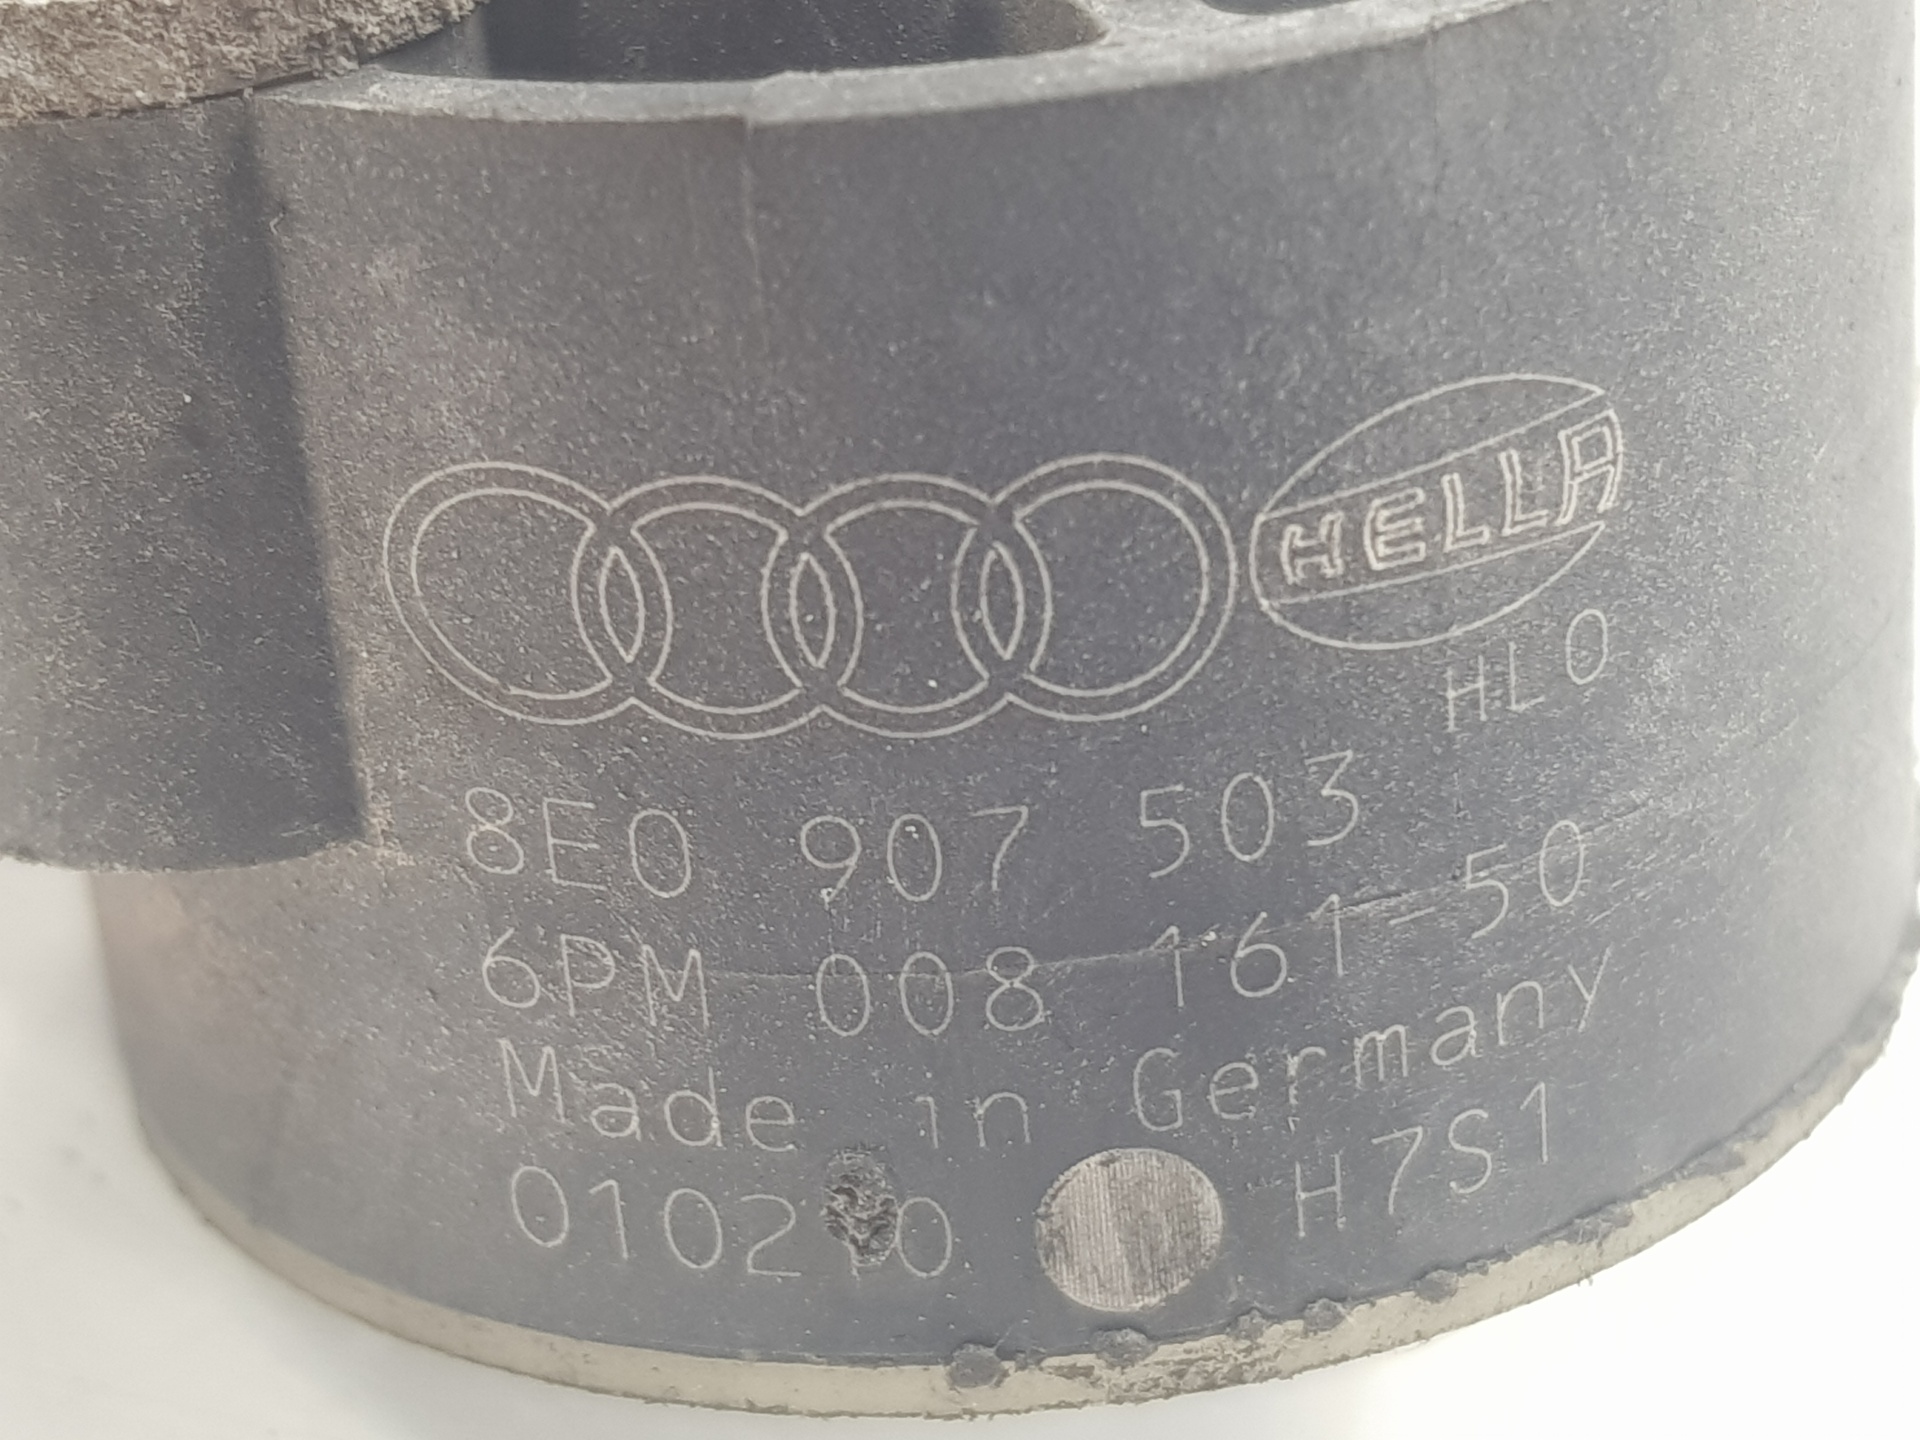 HELLA
HLO
8E0 907 503
6PM 008 161-50
Made in Germany
H7S1